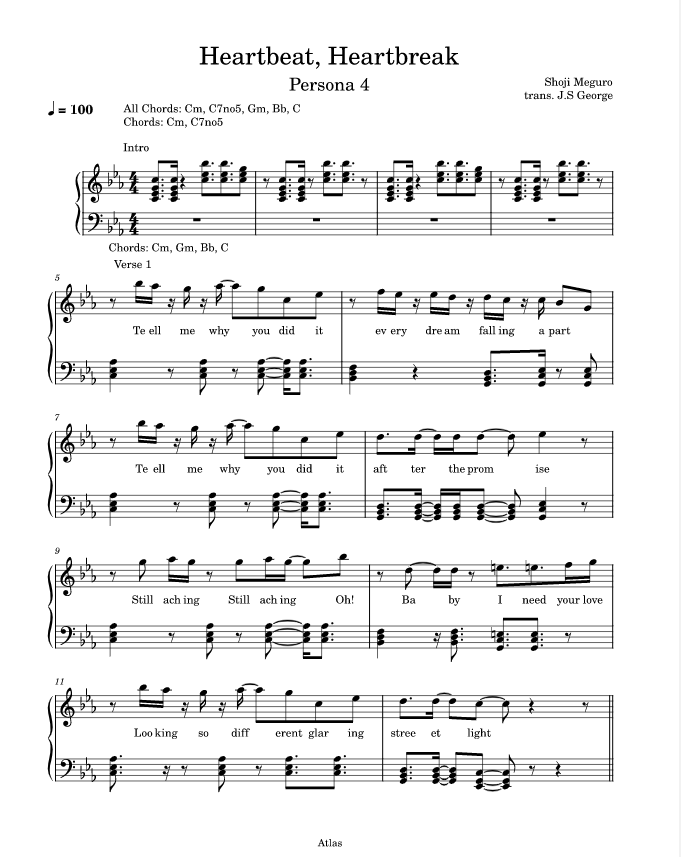 Heartbeat, Heartbreak
Persona 4
Shoji Meguro
trans. J.S George
♩ = 100
All Chords: Cm, C7no5, Gm, Bb, C
Chords: Cm, C7no5
Intro
4 4
4 4
Chords: Cm, Gm, Bb, C
Verse 1
5
Te ell me why you did it ev ery dre am fall ing a part
7
Te ell me why you did it aft ter the prom ise
9
Still ach ing Still ach ing Oh! Ba by I need your love
11
Loo king so diff erent glar ing stree et light
Atlas